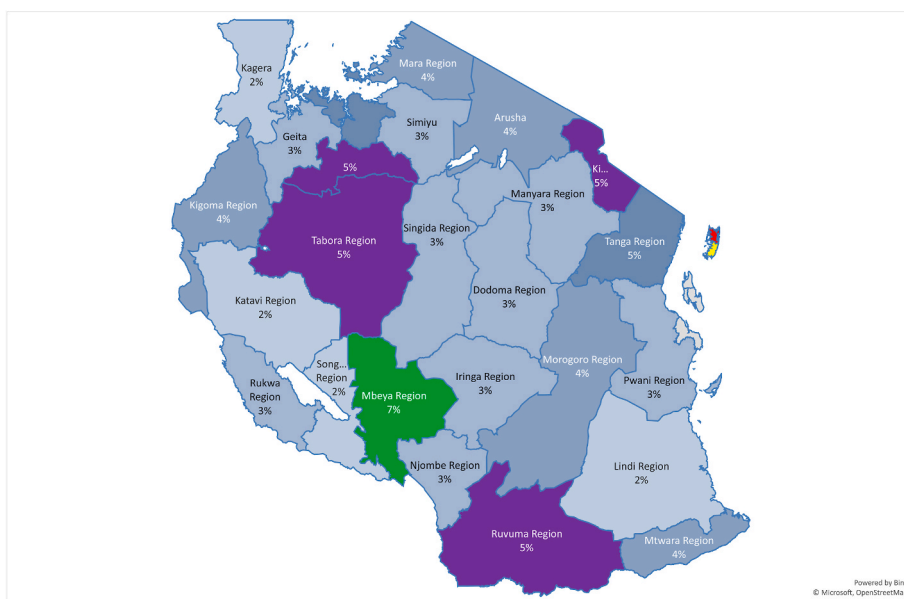 Kagera
2%
Mara Region
4%
Simiyu
3%
Arusha
4%
Geita
3%
5%
Ki...
5%
Kigoma Region
4%
Manyara Region
3%
Tabora Region
5%
Singida Region
3%
Tanga Region
5%
Katavi Region
2%
Dodoma Region
3%
Song...
Region
2%
Morogoro Region
4%
Rukwa
Region
3%
Mbeya Region
7%
Iringa Region
3%
Pwani Region
3%
Njombe Region
3%
Lindi Region
2%
Ruvuma Region
5%
Mtwara Region
4%
Powered by Bin
© Microsoft, OpenStreetMa